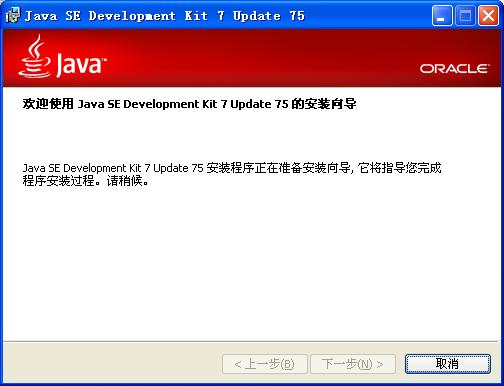 Java SE Development Kit 7 Update 75
Java™
ORACLE®
欢迎使用 Java SE Development Kit 7 Update 75 的安装向导
Java SE Development Kit 7 Update 75 安装程序正在准备安装向导, 它将指导您完成
程序安装过程。请稍候。
< 上一步(B)
下一步(N) >
取消